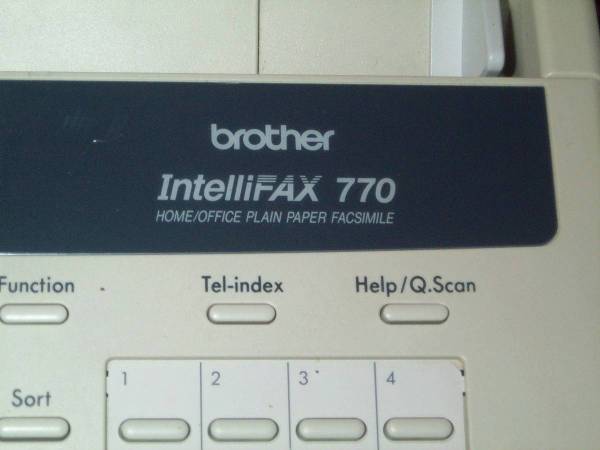 brother
IntelliFAX 770
HOME/OFFICE PLAIN PAPER FACSIMILE
Function Tel-index Help/Q.Scan
1 2 3 4
Sort